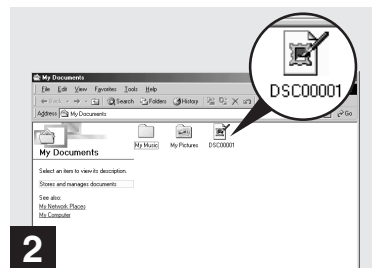 DSC00001
My Documents
File Edit View Favorites Tools Help
Back Search Folders History
Address My Documents Go
My Music My Pictures DSC00001
My Documents
Select an item to view its description.
Stores and manages documents
See also:
My Network Places
My Computer
2